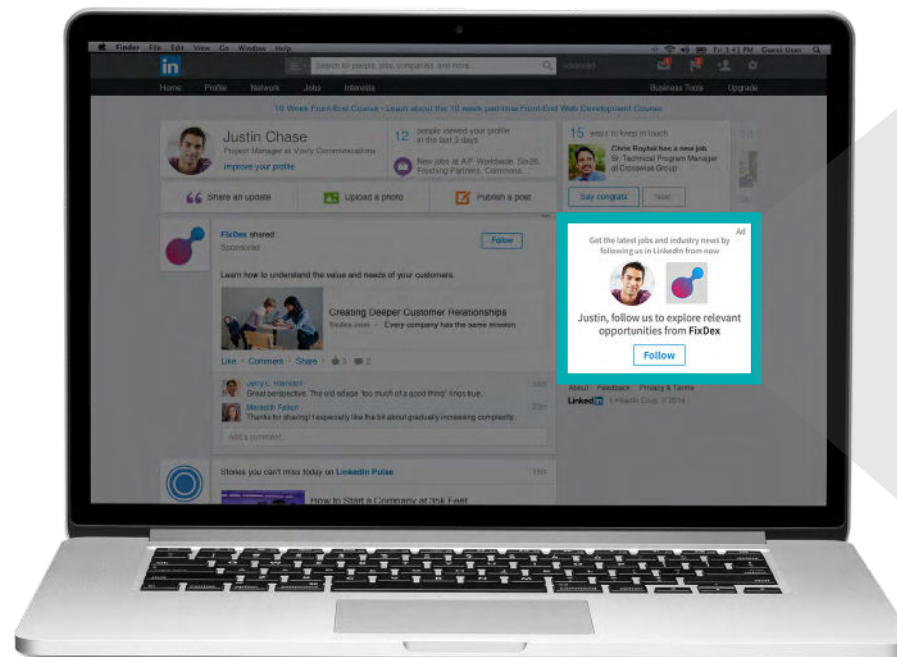 Finder File Edit View Go Window Help
Fri 3:41 PM Guest User
in
Search for people, jobs, companies, and more...
Advanced
Home Profile Network Jobs Interests
Business Tools Upgrade
10 Week Front-End Course - Learn about the 10 week part-time Front-End Web Development Course
Justin Chase
Project Manager at Voxly Communications
Improve your profile
12 people viewed your profile
in the last 3 days
New jobs at AIP Worldwide,
Frosting Partners,
15 ways to keep in touch
Chris Roybal has a new job.
Sr. Technical Program Manager
at Crosswise Group
Say congrats Next
Share an update Upload a photo Publish a post
FixDex shared:
Sponsored
Follow
Learn how to understand the value and needs of your customers.
Creating Deeper Customer Relationships
fixdex.com · Every company has the same mission.
Like · Comment · Share · 3 2
Jerry L. Hamilton
Great perspective. The old adage "too much of a good thing" rings true.
Meredith Fallon
Thanks for sharing! I especially like the bit about gradually increasing complexity.
Add a comment...
Stories you can't miss today on LinkedIn Pulse
How to Start a Company at 35k Feet
Ad
Get the latest jobs and industry news by
following us in LinkedIn from now
Justin, follow us to explore relevant
opportunities from FixDex
Follow
About Feedback Privacy & Terms
LinkedIn LinkedIn Corp. © 2014